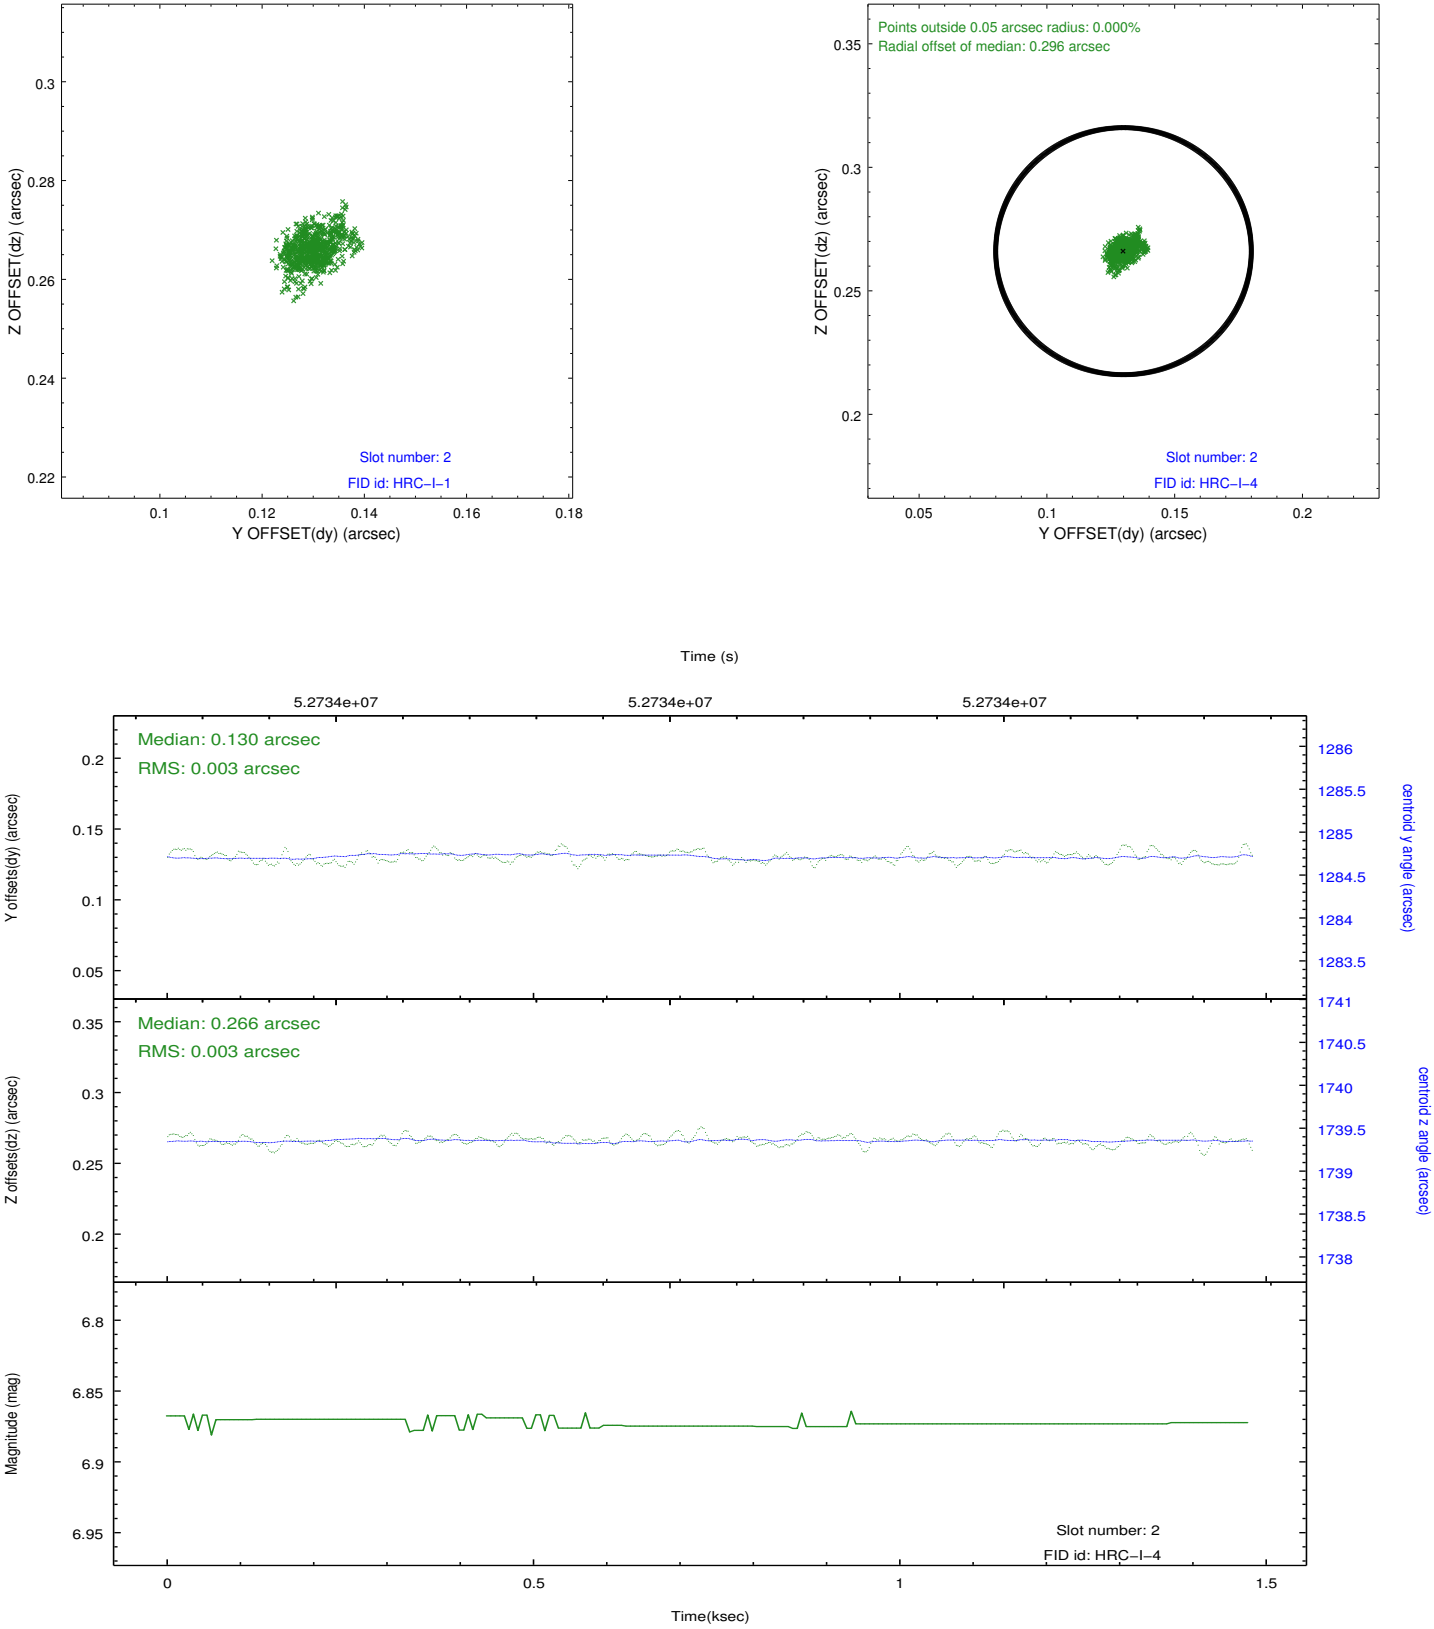 0.3
0.28
0.26
0.24
0.22
Z OFFSET(dz) (arcsec)
Slot number: 2
FID id: HRC−I−1
0.1
0.12
0.14
0.16
0.18
Y OFFSET(dy) (arcsec)
Points outside 0.05 arcsec radius: 0.000%
Radial offset of median: 0.296 arcsec
0.35
0.3
0.25
0.2
Z OFFSET(dz) (arcsec)
Slot number: 2
FID id: HRC−I−4
0.05
0.1
0.15
0.2
Y OFFSET(dy) (arcsec)
Time (s)
5.2734e+07
5.2734e+07
5.2734e+07
Median: 0.130 arcsec
RMS: 0.003 arcsec
0.2
0.15
0.1
0.05
Y offsets(dy) (arcsec)
1286
1285.5
1285
1284.5
1284
1283.5
centroid y angle (arcsec)
Median: 0.266 arcsec
RMS: 0.003 arcsec
0.35
0.3
0.25
0.2
Z offsets(dz) (arcsec)
1741
1740.5
1740
1739.5
1739
1738.5
1738
centroid z angle (arcsec)
6.8
6.85
6.9
6.95
Magnitude (mag)
Slot number: 2
FID id: HRC−I−4
0
0.5
1
1.5
Time(ksec)